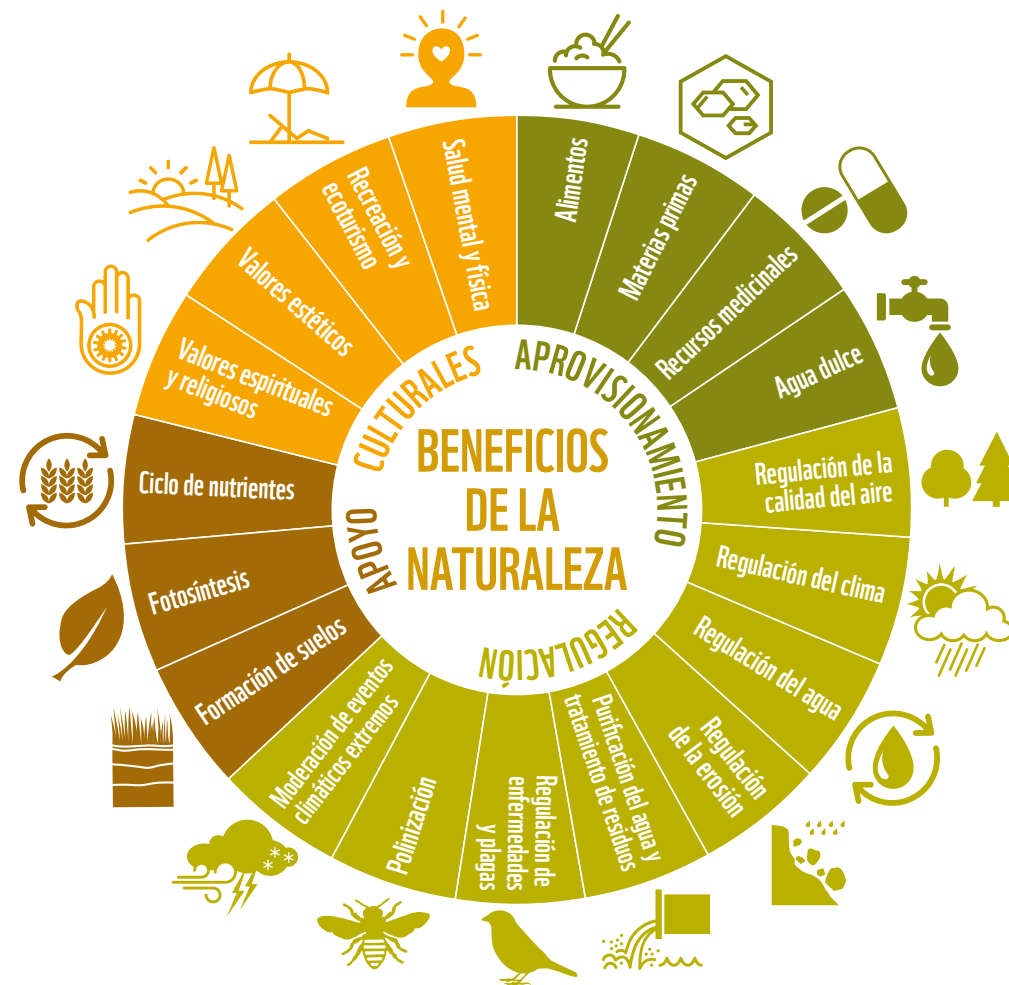 BENEFICIOS
DE LA
NATURALEZA
APROVISIONAMIENTO
Alimentos
Materias primas
Recursos medicinales
Agua dulce
REGULACIÓN
Regulación de la
calidad del aire
Regulación del clima
Regulación del agua
Regulación
de la erosión
Purificación del agua y
tratamiento de residuos
Regulación de
enfermedades
y plagas
Polinización
Moderación de eventos
climáticos extremos
APOYO
Formación de suelos
Fotosíntesis
Ciclo de nutrientes
CULTURALES
Valores espirituales
y religiosos
Valores estéticos
Recreación y
ecoturismo
Salud mental y física